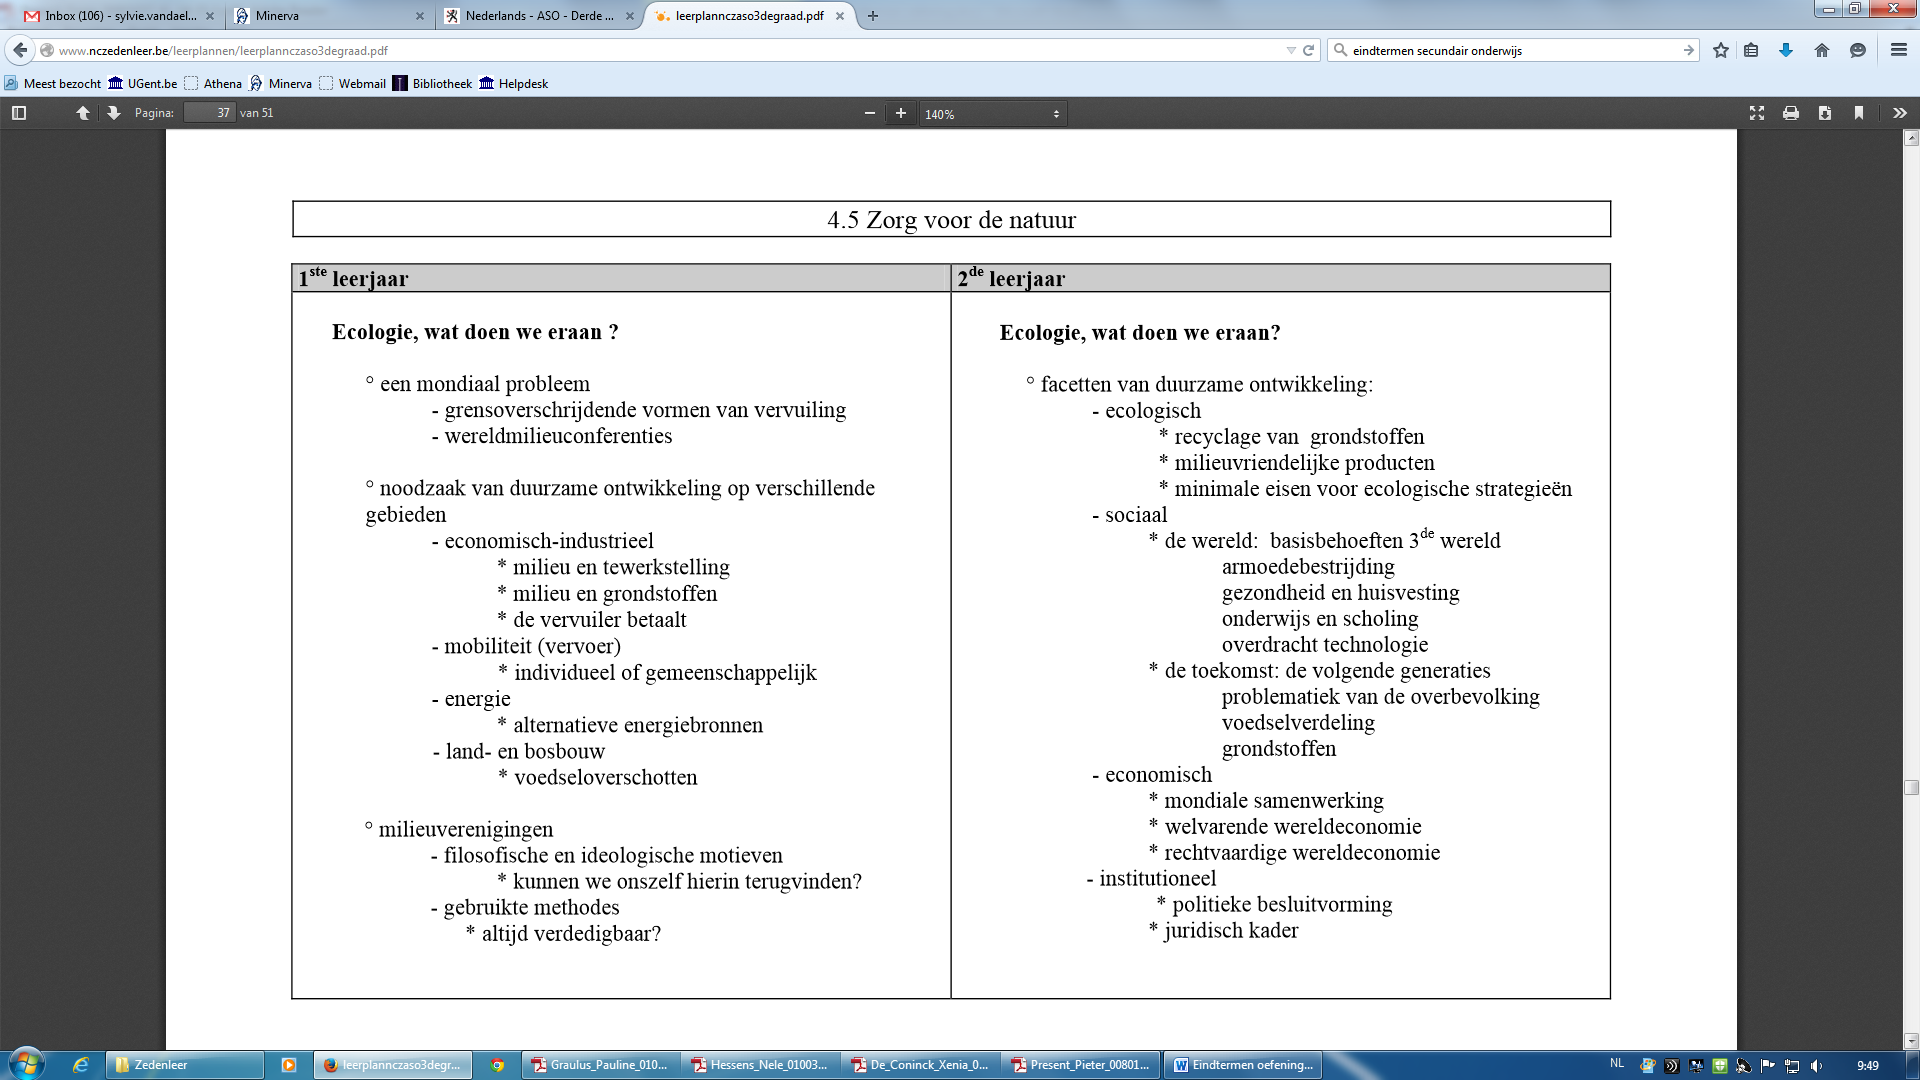 Inbox (106) - sylvie.vandael...
Minerva
Nederlands - ASO - Derde ...
leerplannczaso3degraad.pdf
www.nczedenleer.be/leerplannen/leerplannczaso3degraad.pdf
eindtermen secundair onderwijs
Meest bezocht
UGent.be
Athena
Minerva
Webmail
Bibliotheek
Helpdesk
Pagina: 37 van 51
140%
4.5 Zorg voor de natuur
1ste leerjaar
Ecologie, wat doen we eraan ?
° een mondiaal probleem
- grensoverschrijdende vormen van vervuiling
- wereldmilieuconferenties
° noodzaak van duurzame ontwikkeling op verschillende
gebieden
- economisch-industrieel
* milieu en tewerkstelling
* milieu en grondstoffen
* de vervuiler betaalt
- mobiliteit (vervoer)
* individueel of gemeenschappelijk
- energie
* alternatieve energiebronnen
- land- en bosbouw
* voedseloverschotten
° milieuverenigingen
- filosofische en ideologische motieven
* kunnen we onszelf hierin terugvinden?
- gebruikte methodes
* altijd verdedigbaar?
2de leerjaar
Ecologie, wat doen we eraan?
° facetten van duurzame ontwikkeling:
- ecologisch
* recyclage van grondstoffen
* milieuvriendelijke producten
* minimale eisen voor ecologische strategieën
- sociaal
* de wereld: basisbehoeften 3de wereld
armoedebestrijding
gezondheid en huisvesting
onderwijs en scholing
overdracht technologie
* de toekomst: de volgende generaties
problematiek van de overbevolking
voedselverdeling
grondstoffen
- economisch
* mondiale samenwerking
* welvarende wereldeconomie
* rechtvaardige wereldeconomie
- institutioneel
* politieke besluitvorming
* juridisch kader
Zedenleer
leerplannczaso3degr...
Graulus_Pauline_010...
Hessens_Nele_01003...
De_Coninck_Xenia_0...
Present_Pieter_00801...
Eindtermen oefening...
NL
9:49